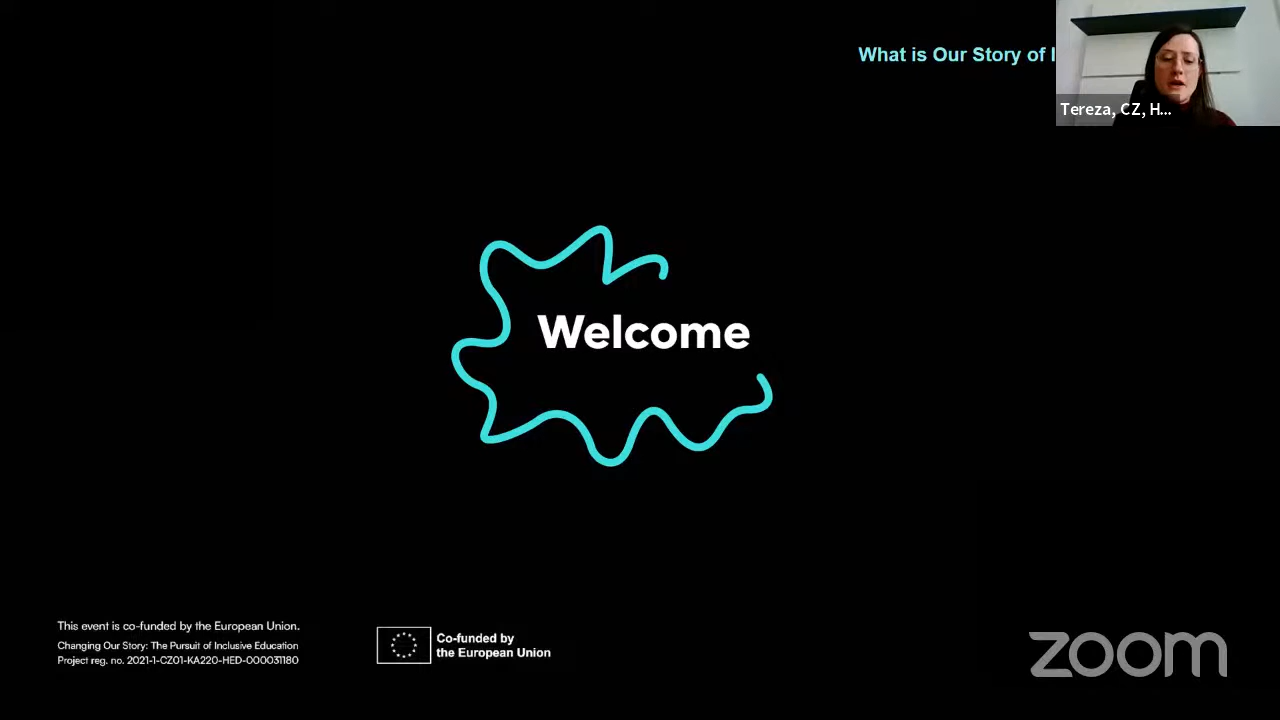 What is Our Story of
Tereza, CZ, H...
Welcome
This event is co-funded by the European Union.
Changing Our Story: The Pursuit of Inclusive Education
Project reg. no. 2021-1-CZ01-KA220-HED-000031180
Co-funded by
the European Union
zoom